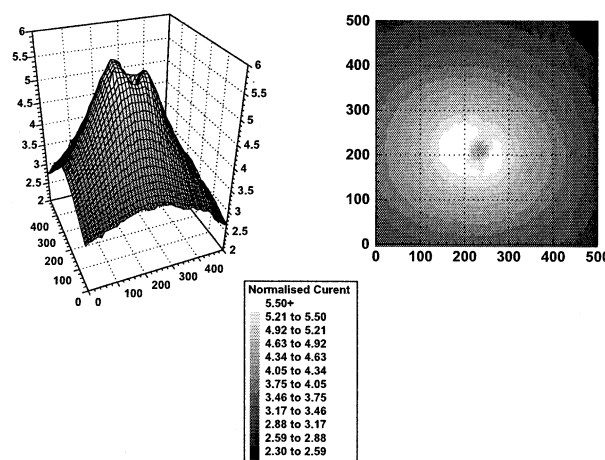 6
5.5
5
4.5
4
3.5
3
2.5
2
400
300
200
100
0
0
100
200
300
400
6
5.5
5
4.5
4
3.5
3
2.5
2
500
400
300
200
100
0
0 100 200 300 400 500
Normalised Curent
5.50+
5.21 to 5.50
4.92 to 5.21
4.63 to 4.92
4.34 to 4.63
4.05 to 4.34
3.75 to 4.05
3.46 to 3.75
3.17 to 3.46
2.88 to 3.17
2.59 to 2.88
2.30 to 2.59